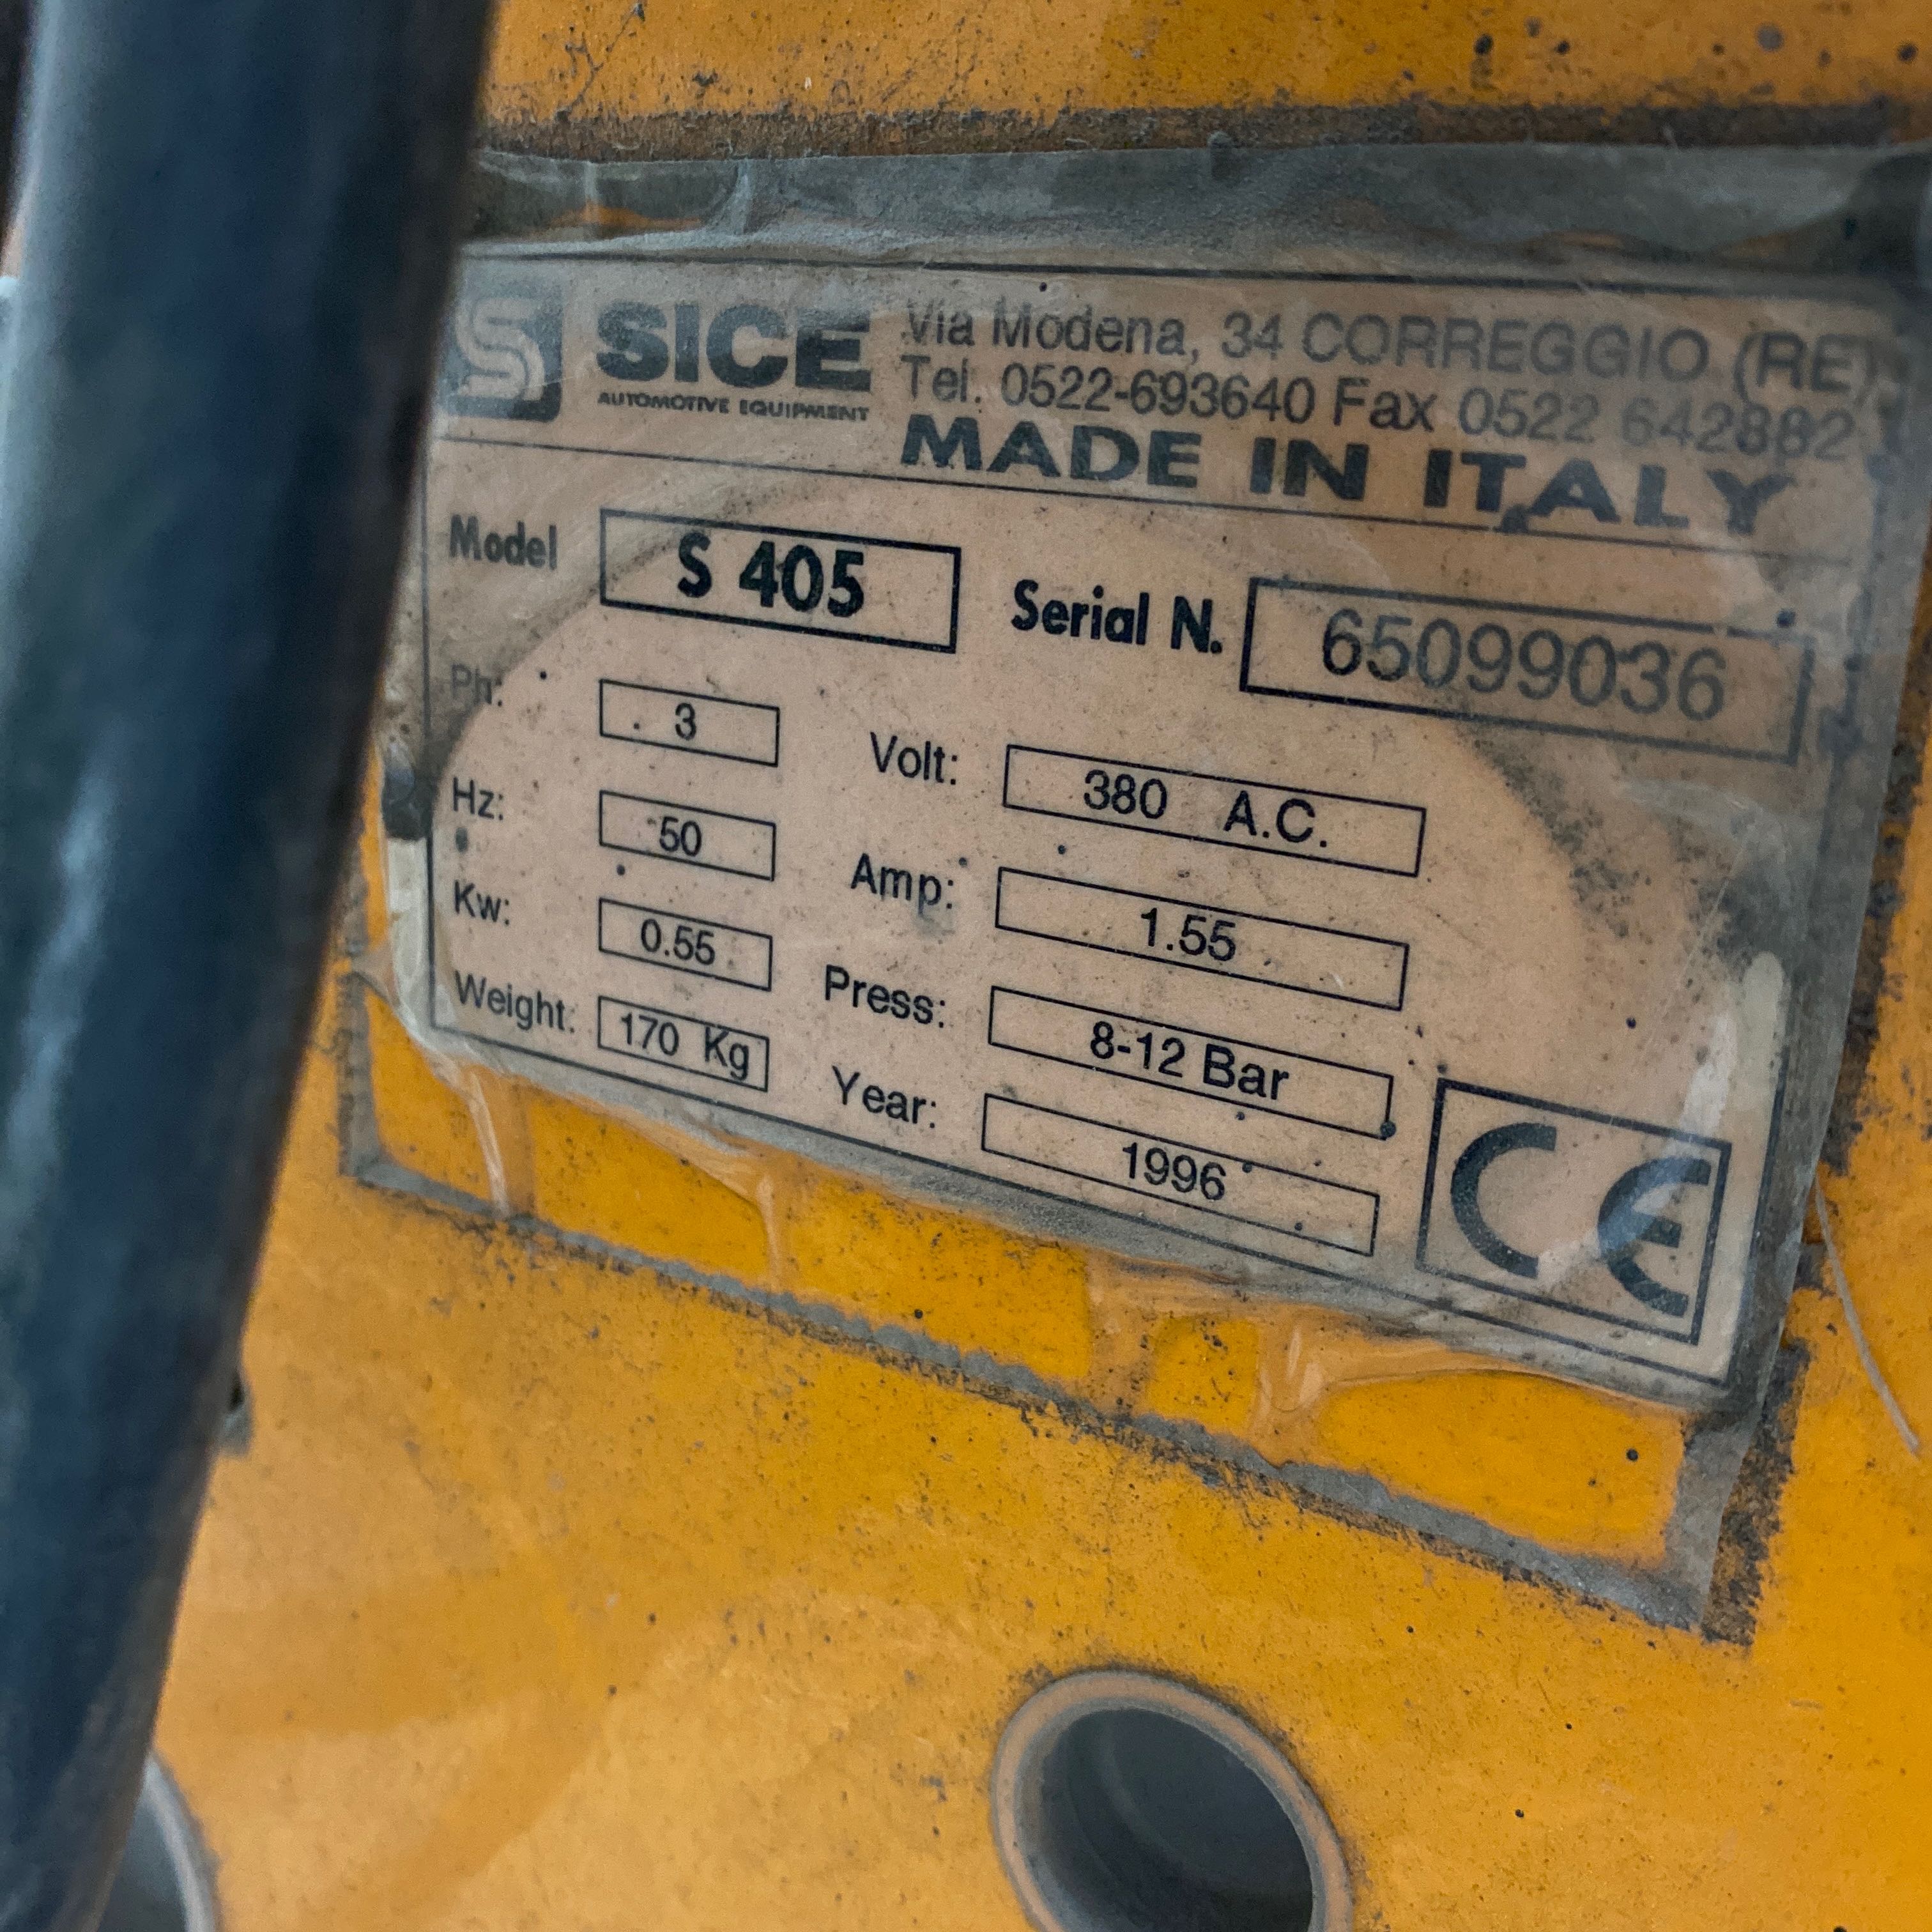 SICE
AUTOMOTIVE EQUIPMENT
Via Modena, 34 CORREGGIO (RE)
Tel. 0522-693640 Fax 0522 642882
MADE IN ITALY
Model S 405 Serial N. 65099036
Ph: 3 Volt: 380 A.C.
Hz: 50 Amp: 1.55
Kw: 0.55 Press: 8-12 Bar
Weight: 170 Kg Year: 1996
CE